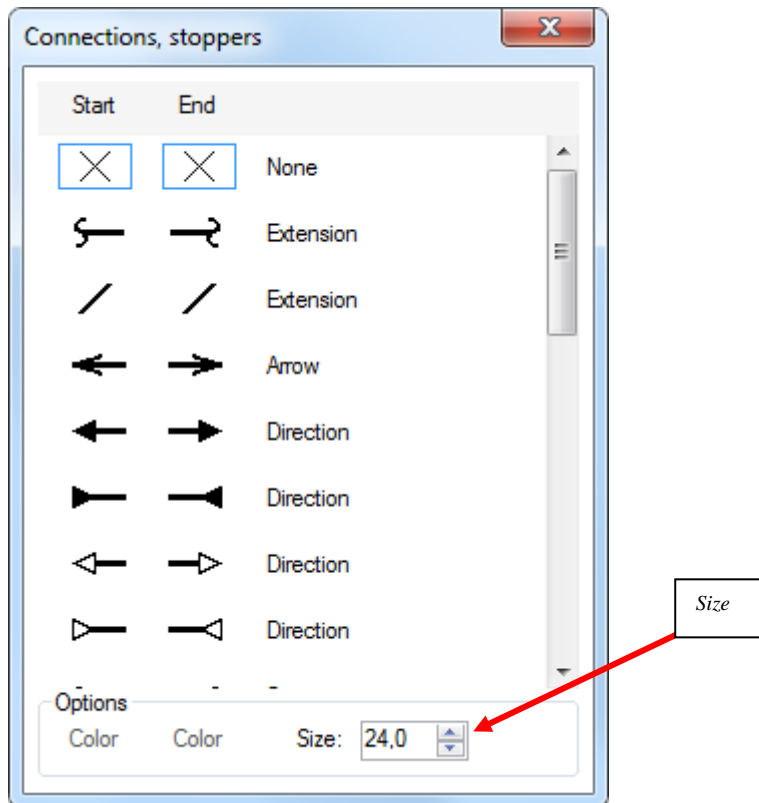 Connections, stoppers
Start End
None
Extension
Extension
Arrow
Direction
Direction
Direction
Direction
Size
Options
Color Color Size: 24,0